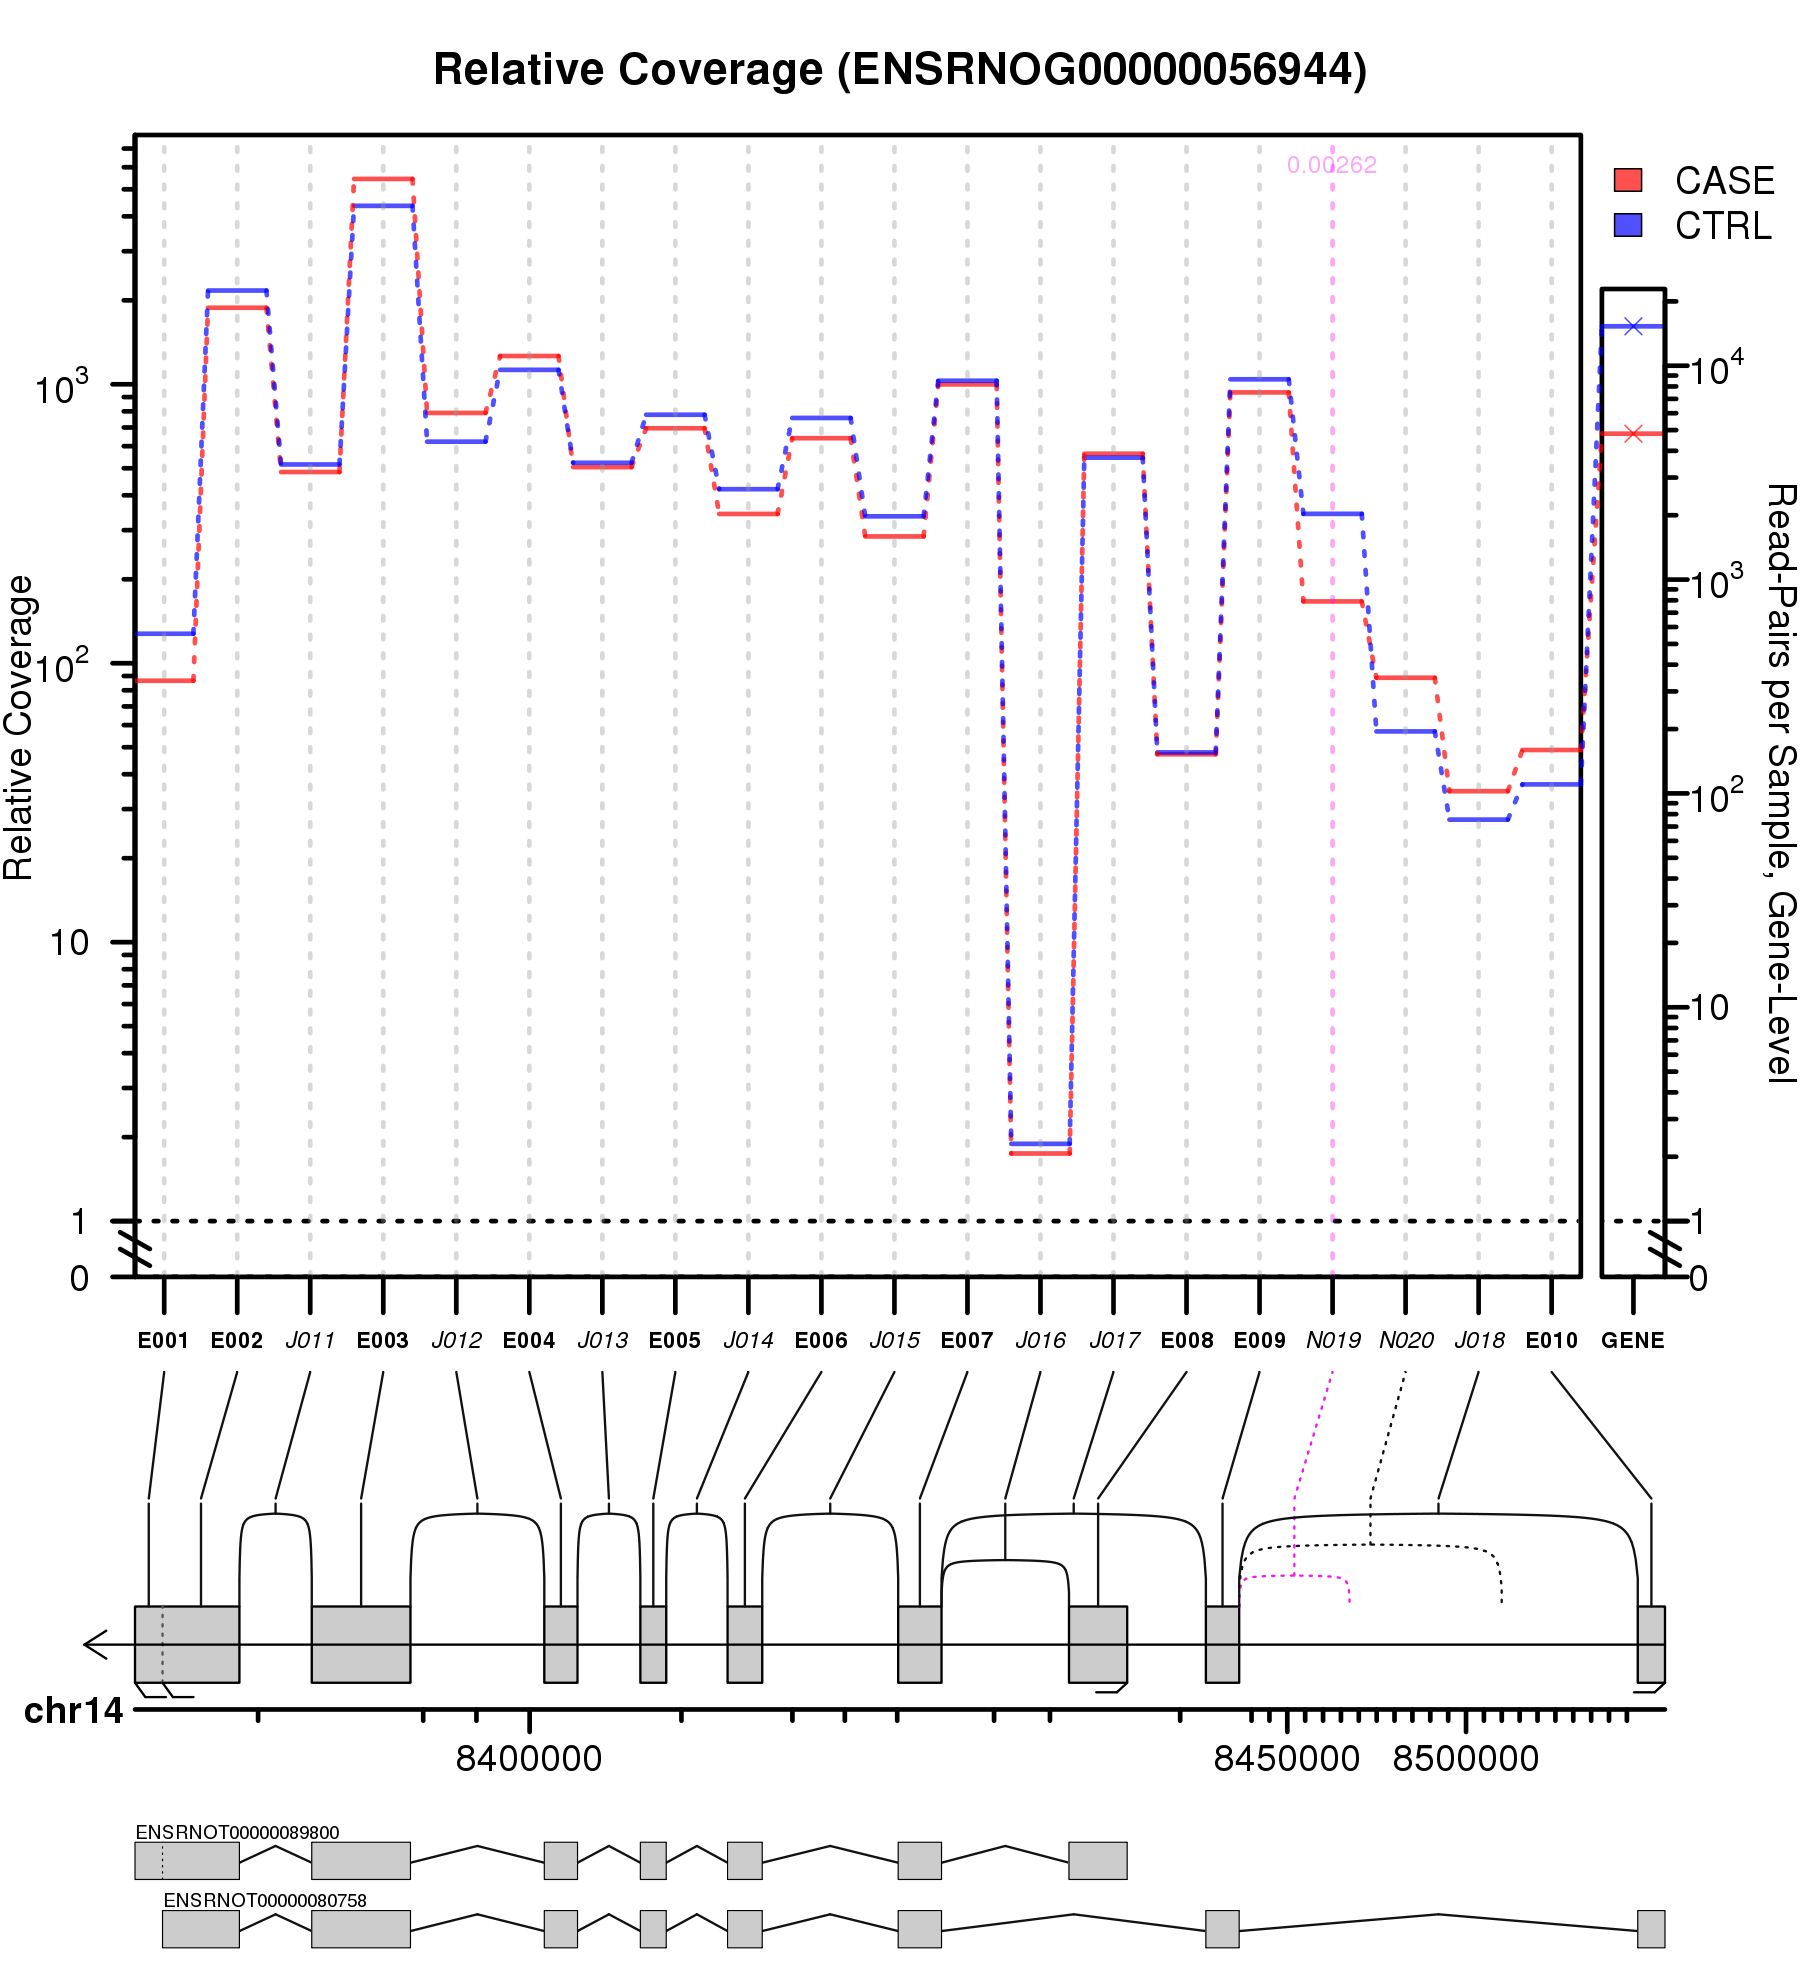 Relative Coverage (ENSRNOG00000056944)
0.00262
CASE
CTRL
Relative Coverage
10³
10²
10
1
0
10⁴
10³
10²
10
1
0
Read-Pairs per Sample, Gene-Level
E001 E002 J011 E003 J012 E004 J013 E005 J014 E006 J015 E007 J016 J017 E008 E009 N019 N020 J018 E010 GENE
chr14
8400000 8450000 8500000
ENSRNOT00000089800
ENSRNOT00000080758